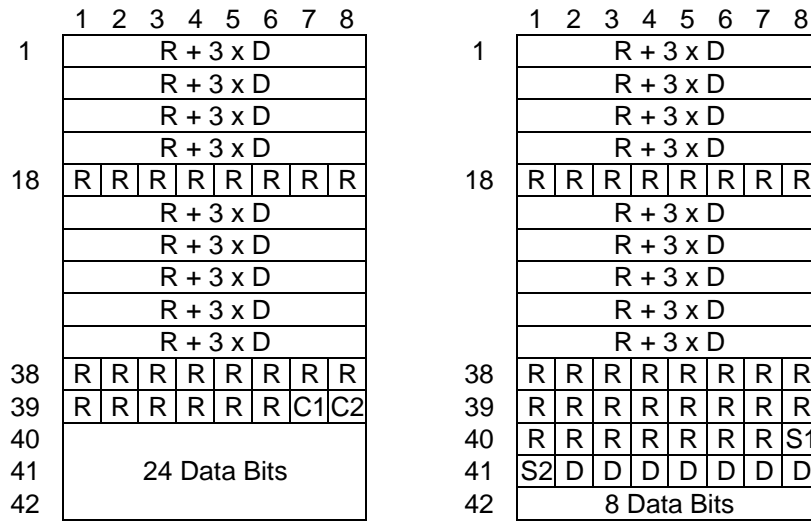 1 2 3 4 5 6 7 8 1 2 3 4 5 6 7 8
1 R + 3 x D 1 R + 3 x D
R + 3 x D R + 3 x D
R + 3 x D R + 3 x D
R + 3 x D R + 3 x D
18 R R R R R R R R 18 R R R R R R R R
R + 3 x D R + 3 x D
R + 3 x D R + 3 x D
R + 3 x D R + 3 x D
R + 3 x D R + 3 x D
R + 3 x D R + 3 x D
38 R R R R R R R R 38 R R R R R R R R
39 R R R R R R C1 C2 39 R R R R R R R R
40 40 R R R R R R R S1
41 24 Data Bits 41 S2 D D D D D D D
42 42 8 Data Bits